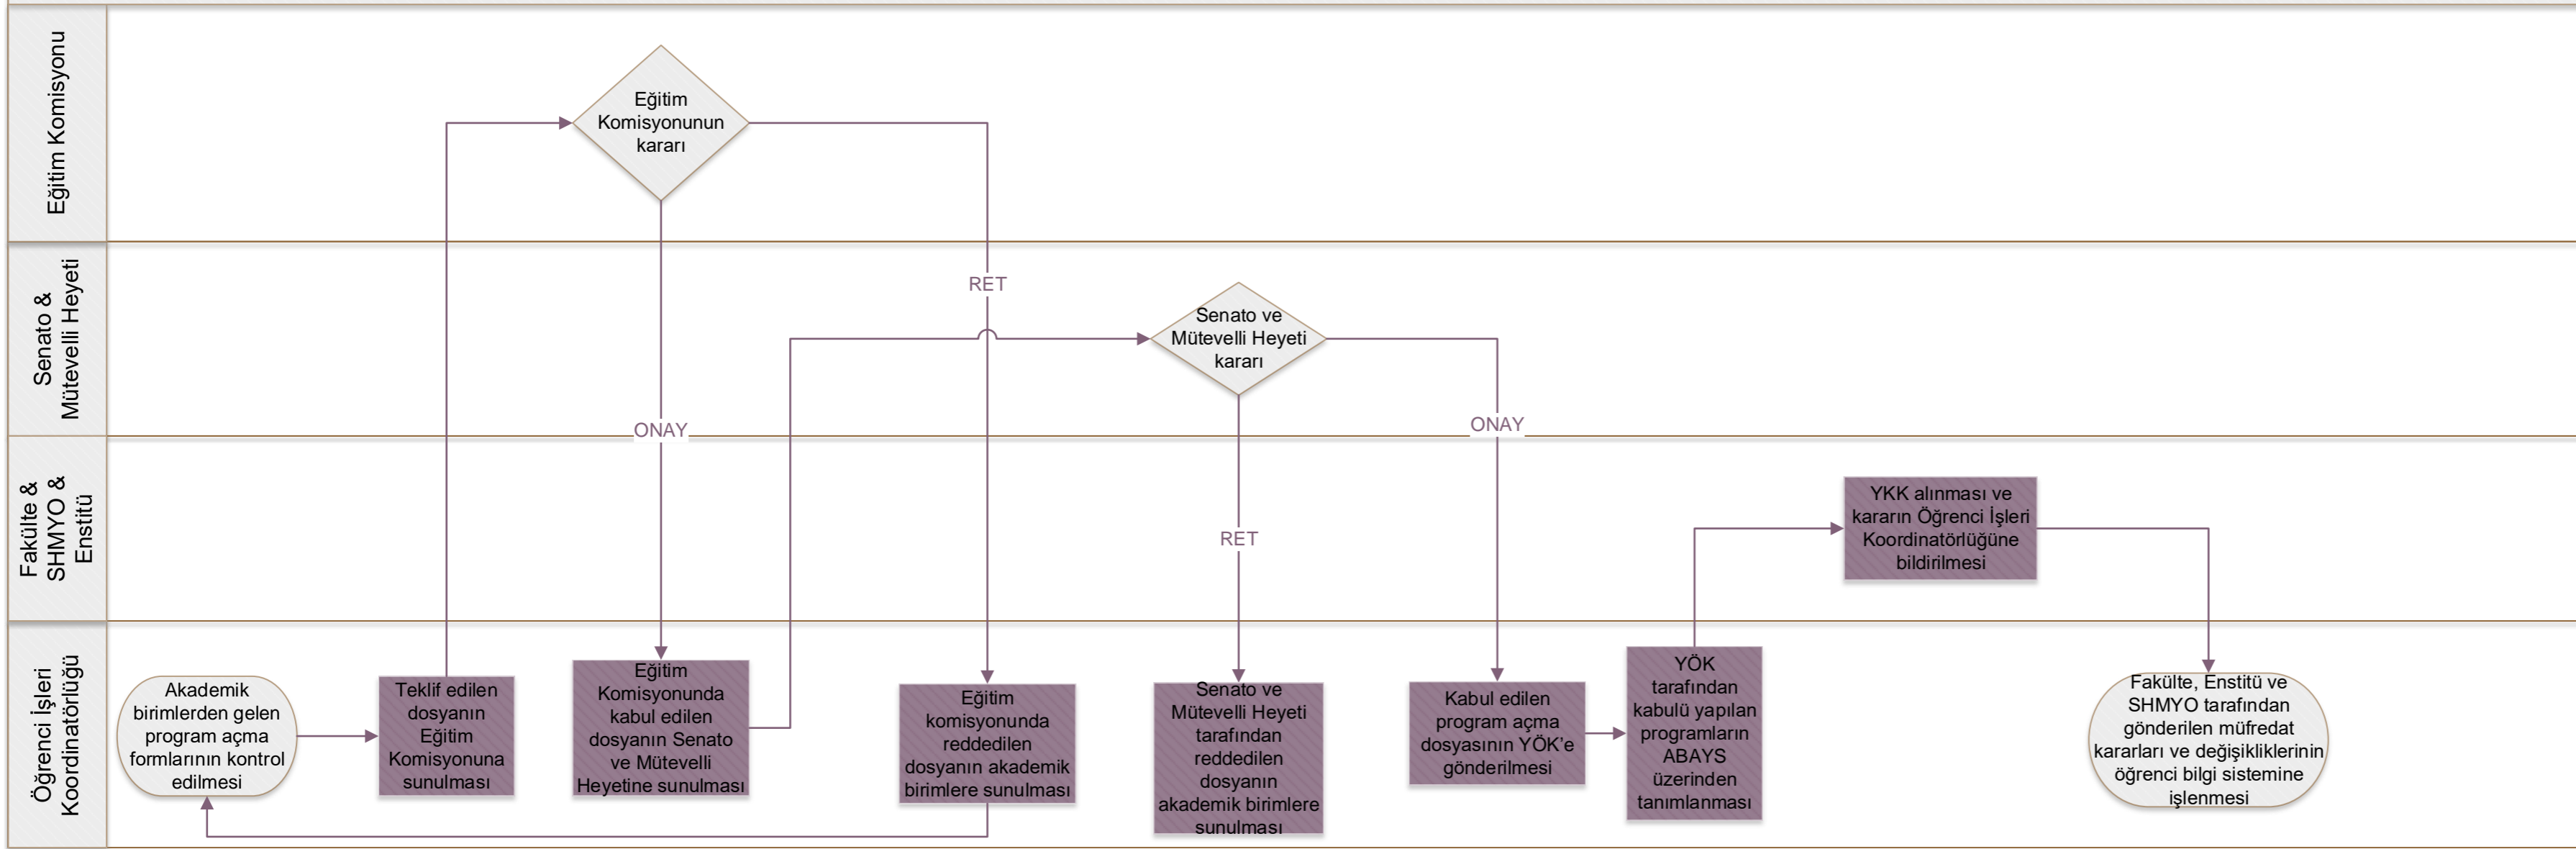 Eğitim Komisyonu
Eğitim
Komisyonunun
kararı
Senato &
Mütevelli Heyeti
RET
Senato ve
Mütevelli Heyeti
kararı
ONAY
ONAY
Fakülte &
SHMYO &
Enstitü
RET
YKK alınması ve
kararın Öğrenci İşleri
Koordinatörlüğüne
bildirilmesi
Öğrenci İşleri
Koordinatörlüğü
Akademik
birimlerden gelen
program açma
formlarının kontrol
edilmesi
Teklif edilen
dosyanın
Eğitim
Komisyonuna
sunulması
Eğitim
Komisyonunda
kabul edilen
dosyanın Senato
ve Mütevelli
Heyetine sunulması
Eğitim
komisyonunda
reddedilen
dosyanın akademik
birimlere sunulması
Senato ve
Mütevelli Heyeti
tarafından
reddedilen
dosyanın
akademik birimlere
sunulması
Kabul edilen
program açma
dosyasının YÖK’e
gönderilmesi
YÖK
tarafından
kabulü yapılan
programların
ABAYS
üzerinden
tanımlanması
Fakülte, Enstitü ve
SHMYO tarafından
gönderilen müfredat
kararları ve değişikliklerinin
öğrenci bilgi sistemine
işlenmesi